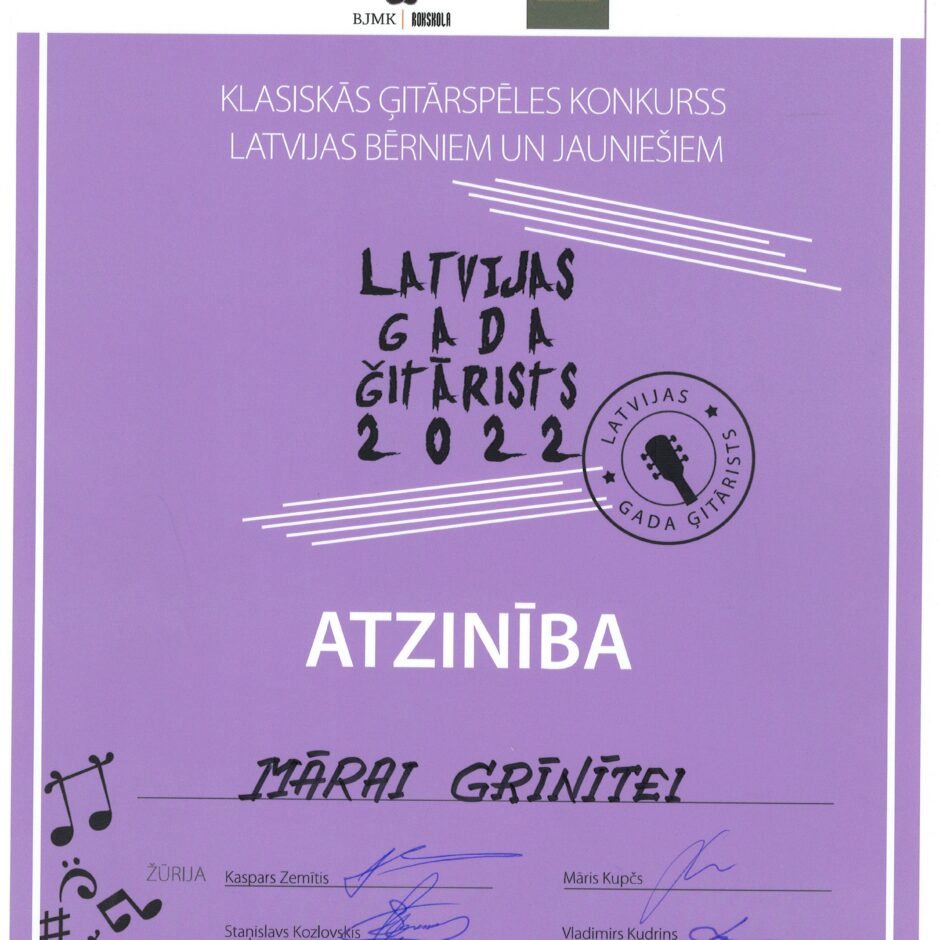 BJMK | ROKSKOLA
KLASISKĀS ĢITĀRSPĒLES KONKURSS
LATVIJAS BĒRNIEM UN JAUNIEŠIEM
LATVIJAS
GADA
ĢITĀRISTS
2022
LATVIJAS
GADA ĢITĀRISTS
ATZINĪBA
MĀRAI GRĪNĪTEI
ŽŪRIJA
Kaspars Zemītis
Māris Kupčs
Staņislavs Kozlovskis
Vladimirs Kudrins